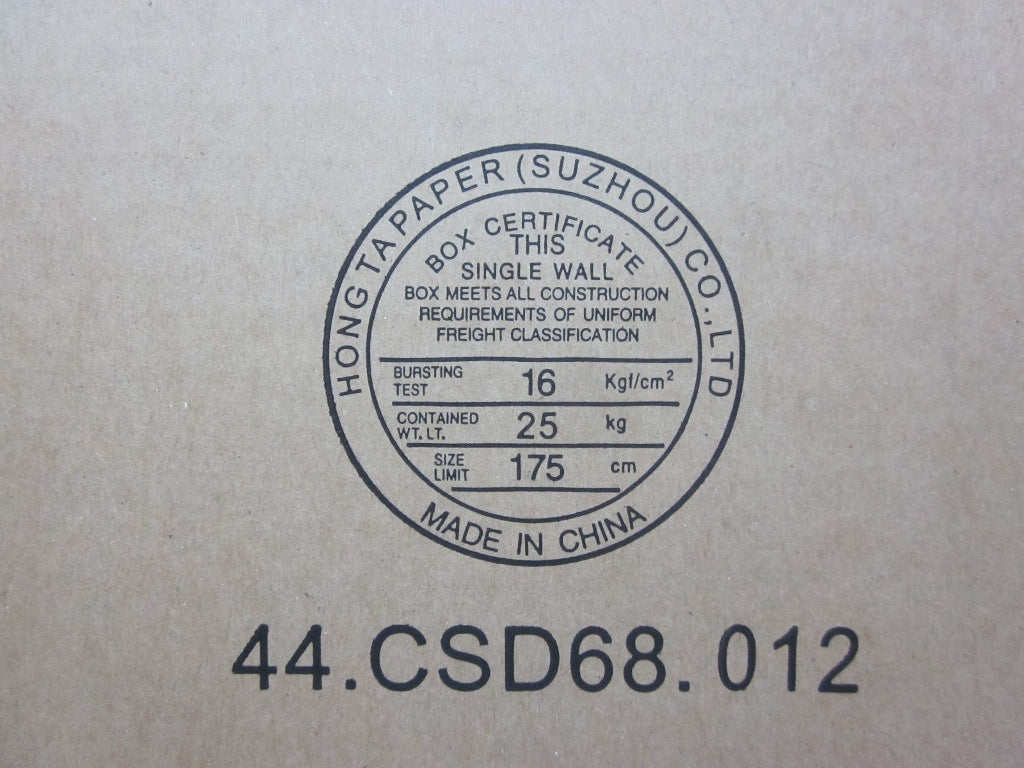 HONG TA PAPER (SUZHOU) CO.,LTD
BOX CERTIFICATE
THIS
SINGLE WALL
BOX MEETS ALL CONSTRUCTION
REQUIREMENTS OF UNIFORM
FREIGHT CLASSIFICATION
BURSTING TEST 16 Kgf/cm²
CONTAINED WT. LT. 25 kg
SIZE LIMIT 175 cm
MADE IN CHINA
44.CSD68.012